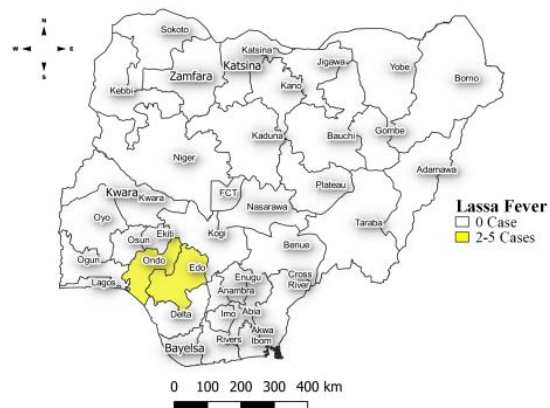 N
W E
S
Sokoto
Katsina
Zamfara
Katsina
Jigawa
Yobe
Borno
Kebbi
Kano
Kaduna
Bauchi
Gombe
Adamawa
Niger
FCT
Plateau
Nasarawa
Taraba
Kwara
Kwara
Oyo
Kogi
Osun
Ekiti
Benue
Ogun
Ondo
Edo
Lagos
Enugu
Anambra
Cross
River
Delta
Imo
Abia
Bayelsa
Rivers
Akwa
Ibom
Lassa Fever
0 Case
2-5 Cases
0 100 200 300 400 km